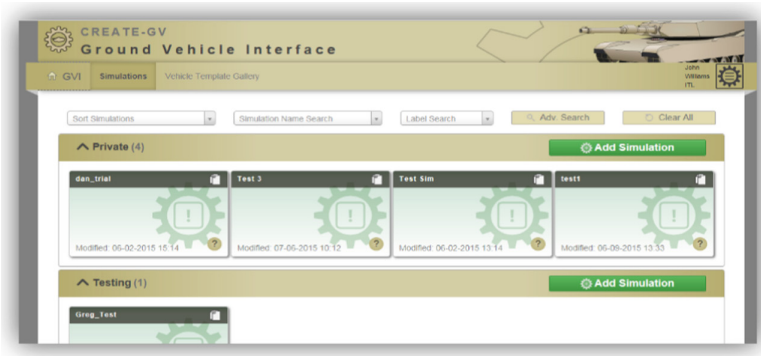 CREATE-GV
Ground Vehicle Interface
GVI Simulations Vehicle Template Gallery
John
Williams
ITL
Sort Simulations Simulation Name Search Label Search Adv. Search Clear All
Private (4) Add Simulation
dan_trial Test 3 Test Sim test1
Modified: 06-02-2015 15:14 ? Modified: 07-06-2015 10:12 ? Modified: 06-02-2015 13:14 ? Modified: 06-09-2015 13:33 ?
Testing (1) Add Simulation
Greg_Test